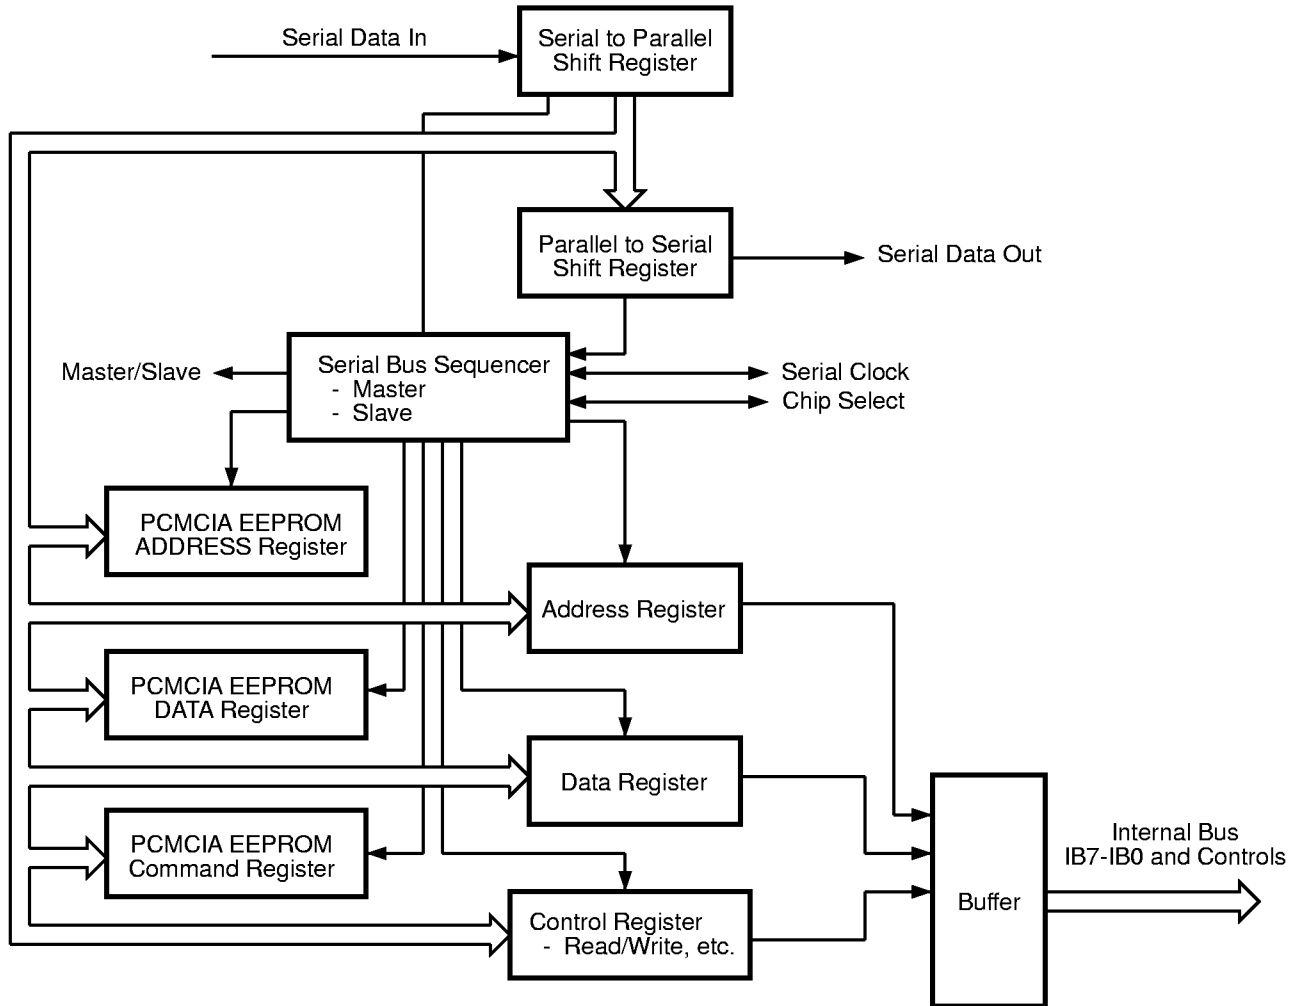 Serial Data In
Serial to Parallel
Shift Register
Parallel to Serial
Shift Register
Serial Data Out
Master/Slave
Serial Bus Sequencer
- Master
- Slave
Serial Clock
Chip Select
PCMCIA EEPROM
ADDRESS Register
Address Register
PCMCIA EEPROM
DATA Register
Data Register
PCMCIA EEPROM
Command Register
Control Register
- Read/Write, etc.
Buffer
Internal Bus
IB7-IB0 and Controls